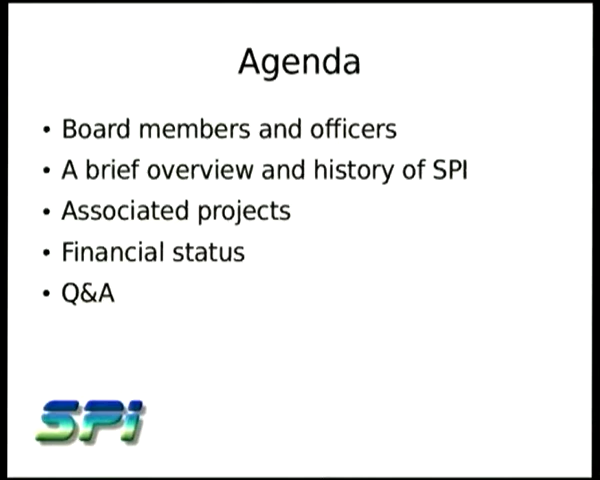 Agenda
• Board members and officers
• A brief overview and history of SPI
• Associated projects
• Financial status
• Q&A
SPi